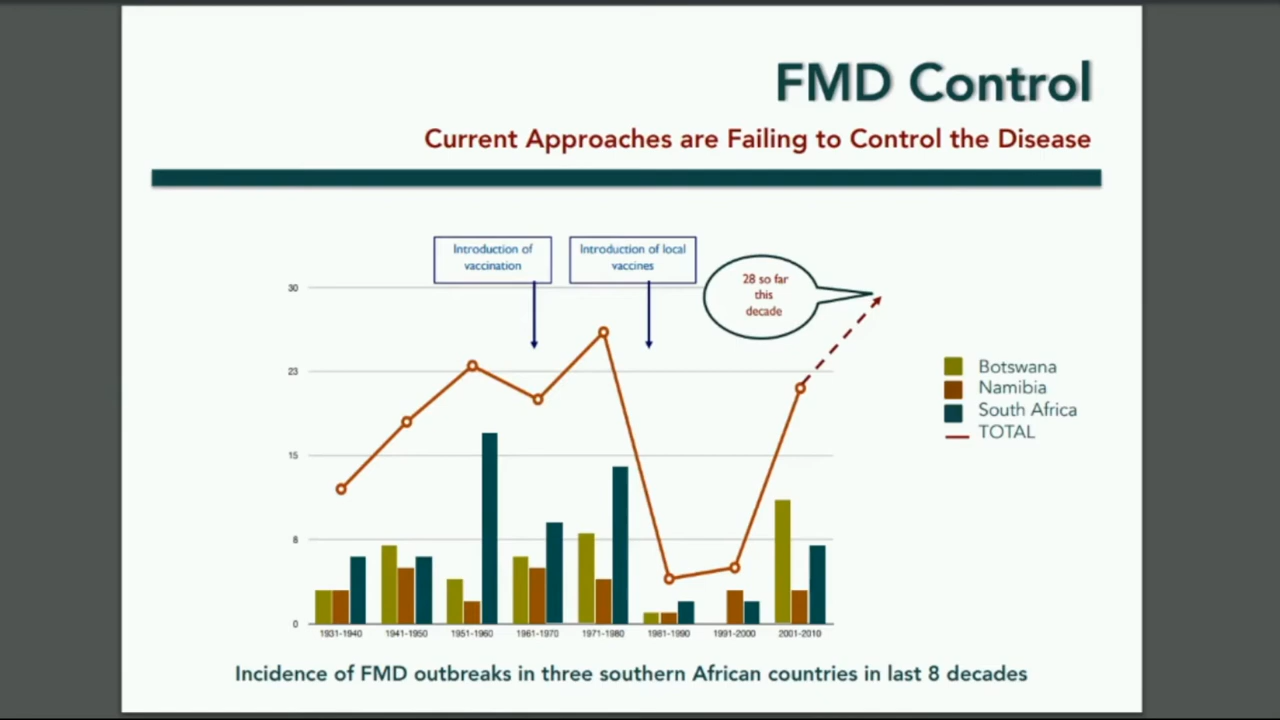 FMD Control
Current Approaches are Failing to Control the Disease
Introduction of
vaccination
Introduction of local
vaccines
28 so far
this
decade
30
23
15
8
0
1931-1940
1941-1950
1951-1960
1961-1970
1971-1980
1981-1990
1991-2000
2001-2010
Botswana
Namibia
South Africa
TOTAL
Incidence of FMD outbreaks in three southern African countries in last 8 decades